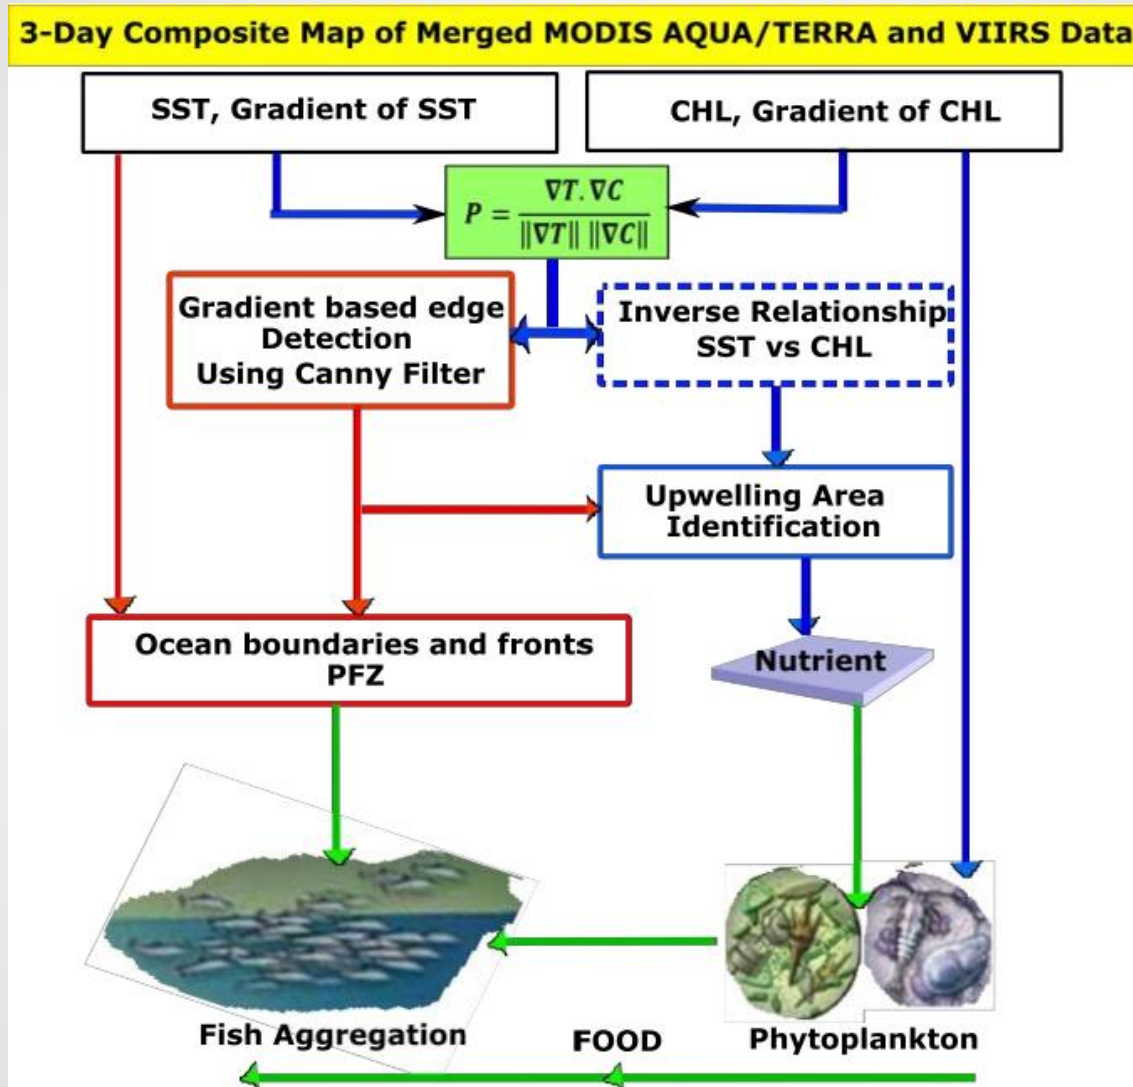 3-Day Composite Map of Merged MODIS AQUA/TERRA and VIIRS Data
SST, Gradient of SST
CHL, Gradient of CHL
P = ∇T.∇C / ‖∇T‖ ‖∇C‖
Gradient based edge
Detection
Using Canny Filter
Inverse Relationship
SST vs CHL
Upwelling Area
Identification
Ocean boundaries and fronts
PFZ
Nutrient
Fish Aggregation
FOOD
Phytoplankton